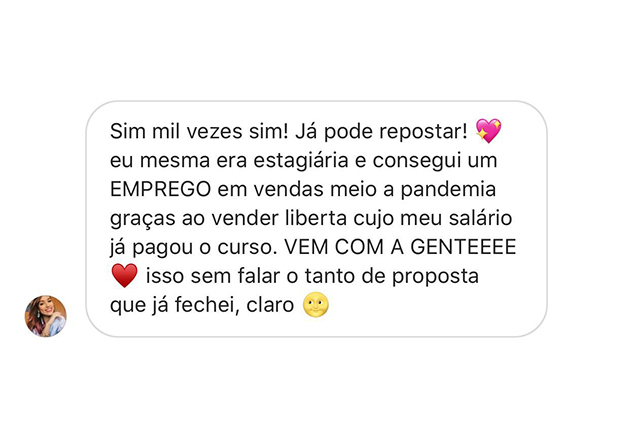 Sim mil vezes sim! Já pode repostar! 💖
eu mesma era estagiária e consegui um
EMPREGO em vendas meio a pandemia
graças ao vender liberta cujo meu salário
já pagou o curso. VEM COM A GENTEEEE
♥️ isso sem falar o tanto de proposta
que já fechei, claro 🌝